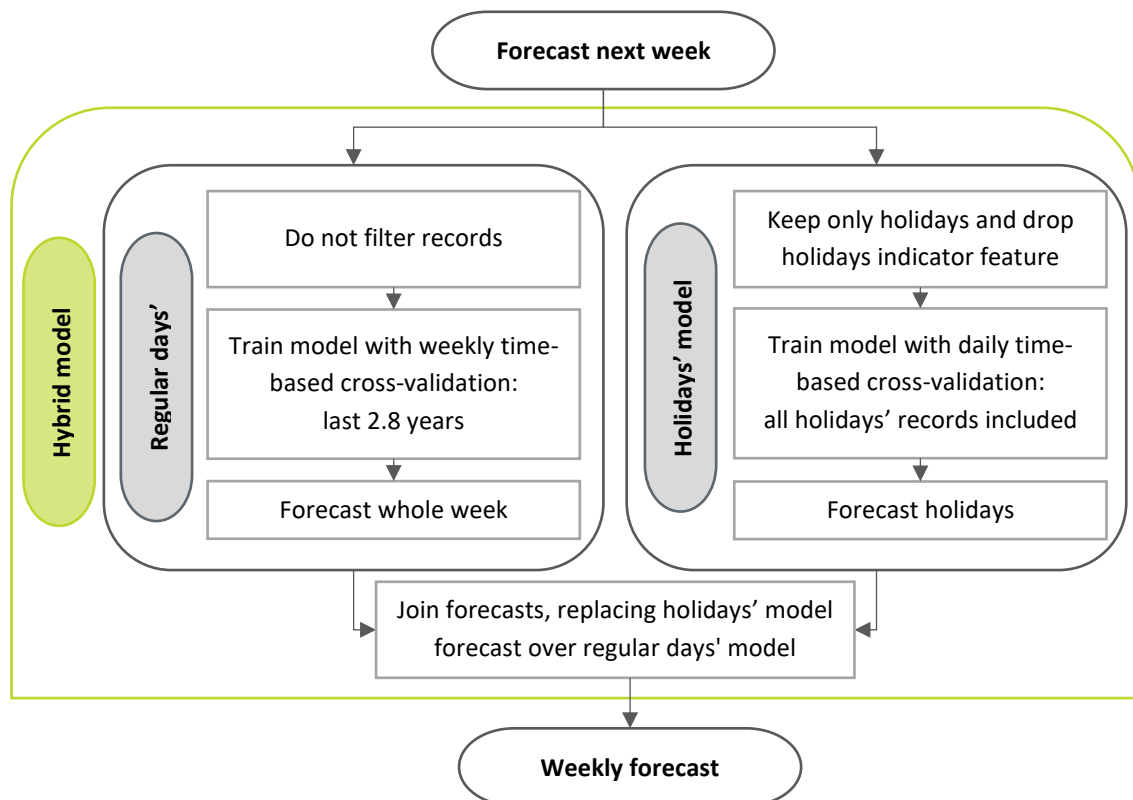 Forecast next week
Hybrid model
Regular days’
Do not filter records
Train model with weekly time-
based cross-validation:
last 2.8 years
Forecast whole week
Holidays’ model
Keep only holidays and drop
holidays indicator feature
Train model with daily time-
based cross-validation:
all holidays’ records included
Forecast holidays
Join forecasts, replacing holidays’ model
forecast over regular days' model
Weekly forecast